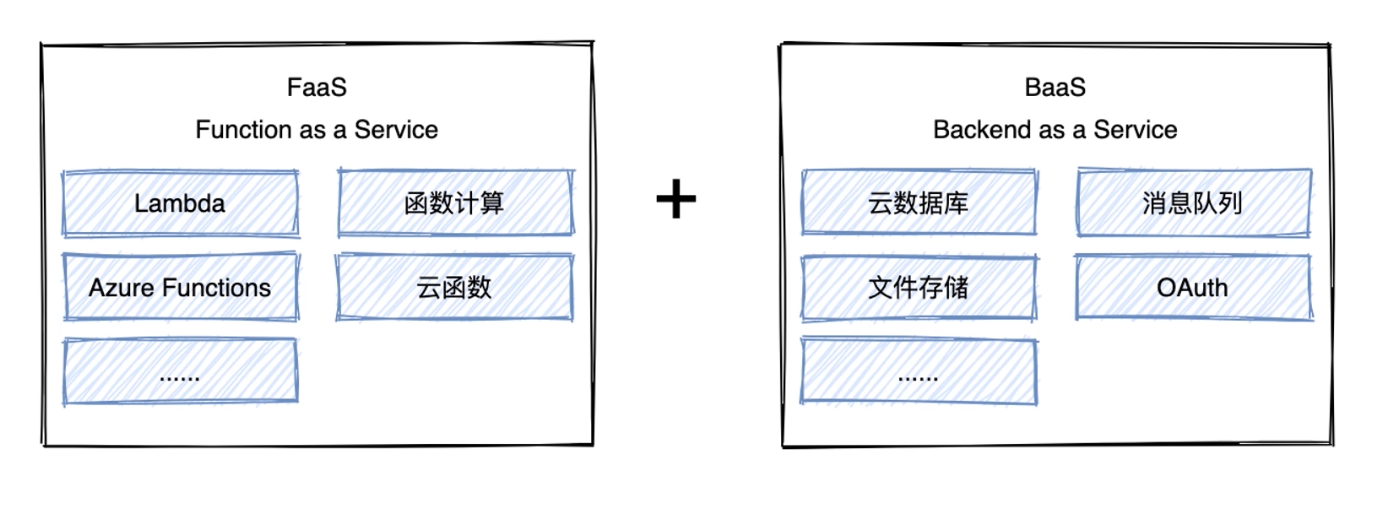 FaaS
Function as a Service
Lambda
函数计算
Azure Functions
云函数
......
+
BaaS
Backend as a Service
云数据库
消息队列
文件存储
OAuth
......